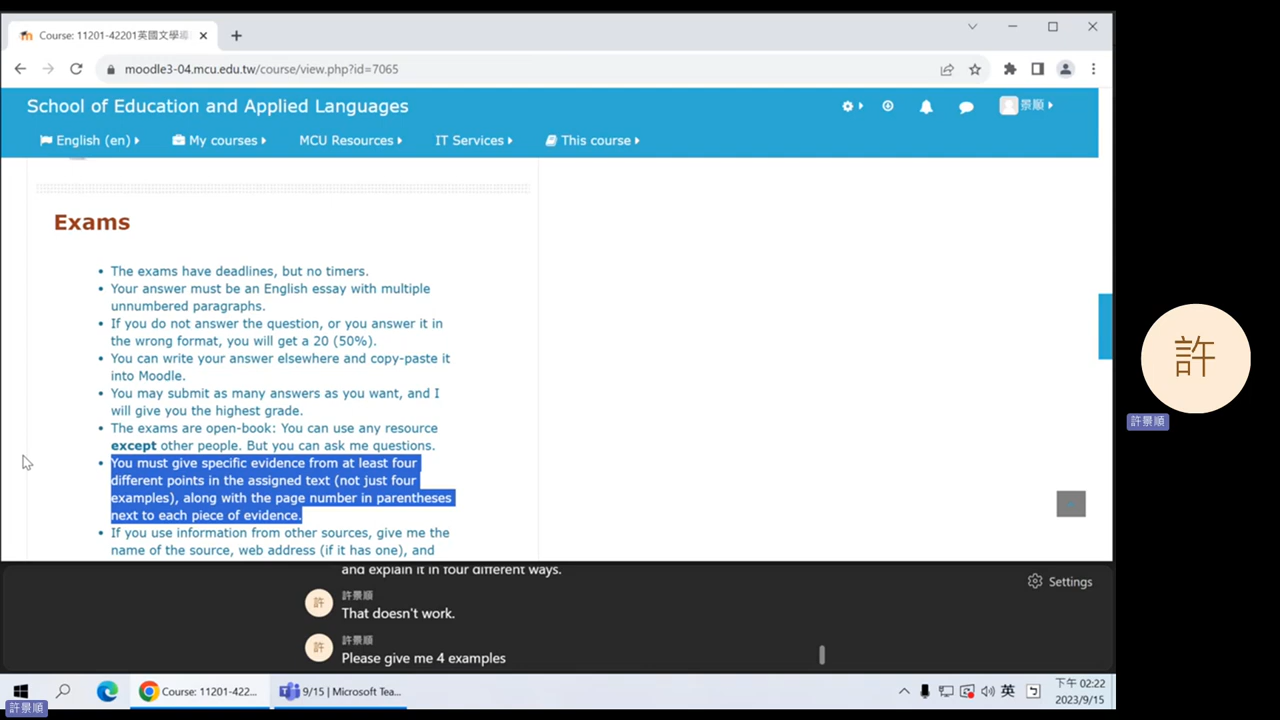 Course: 11201-42201英國文學導
moodle3-04.mcu.edu.tw/course/view.php?id=7065
School of Education and Applied Languages
景順
English (en)
My courses
MCU Resources
IT Services
This course
Exams
• The exams have deadlines, but no timers.
• Your answer must be an English essay with multiple
unnumbered paragraphs.
• If you do not answer the question, or you answer it in
the wrong format, you will get a 20 (50%).
• You can write your answer elsewhere and copy-paste it
into Moodle.
• You may submit as many answers as you want, and I
will give you the highest grade.
• The exams are open-book: You can use any resource
except other people. But you can ask me questions.
• You must give specific evidence from at least four
different points in the assigned text (not just four
examples), along with the page number in parentheses
next to each piece of evidence.
• If you use information from other sources, give me the
name of the source, web address (if it has one), and
許
許景順
and explain it in four different ways.
Settings
許
許景順
That doesn't work.
許
許景順
Please give me 4 examples
Course: 11201-422...
9/15 | Microsoft Tea...
英
ㄅ
下午 02:22
2023/9/15
許景順